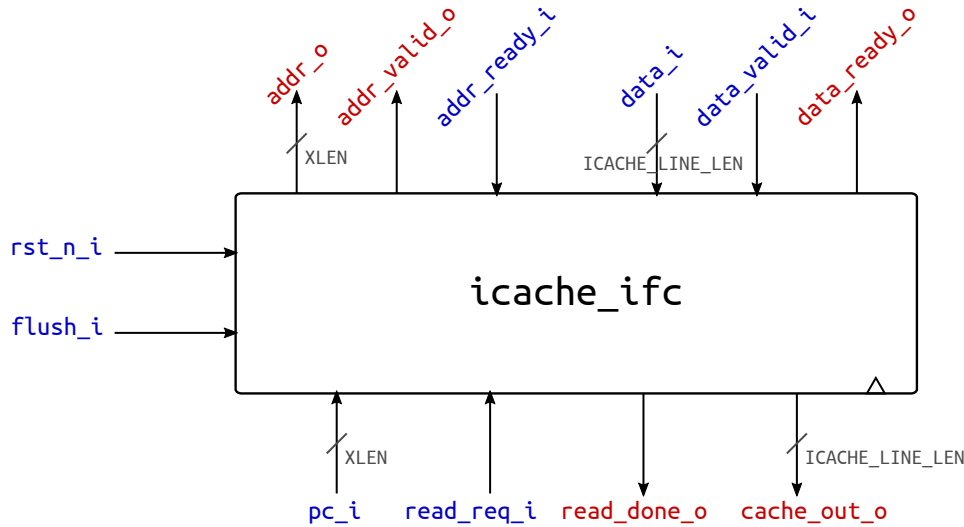 addr_o
addr_valid_o
addr_ready_i
data_i
data_valid_i
data_ready_o
XLEN
ICACHE_LINE_LEN
rst_n_i
icache_ifc
flush_i
XLEN
ICACHE_LINE_LEN
pc_i
read_req_i
read_done_o
cache_out_o